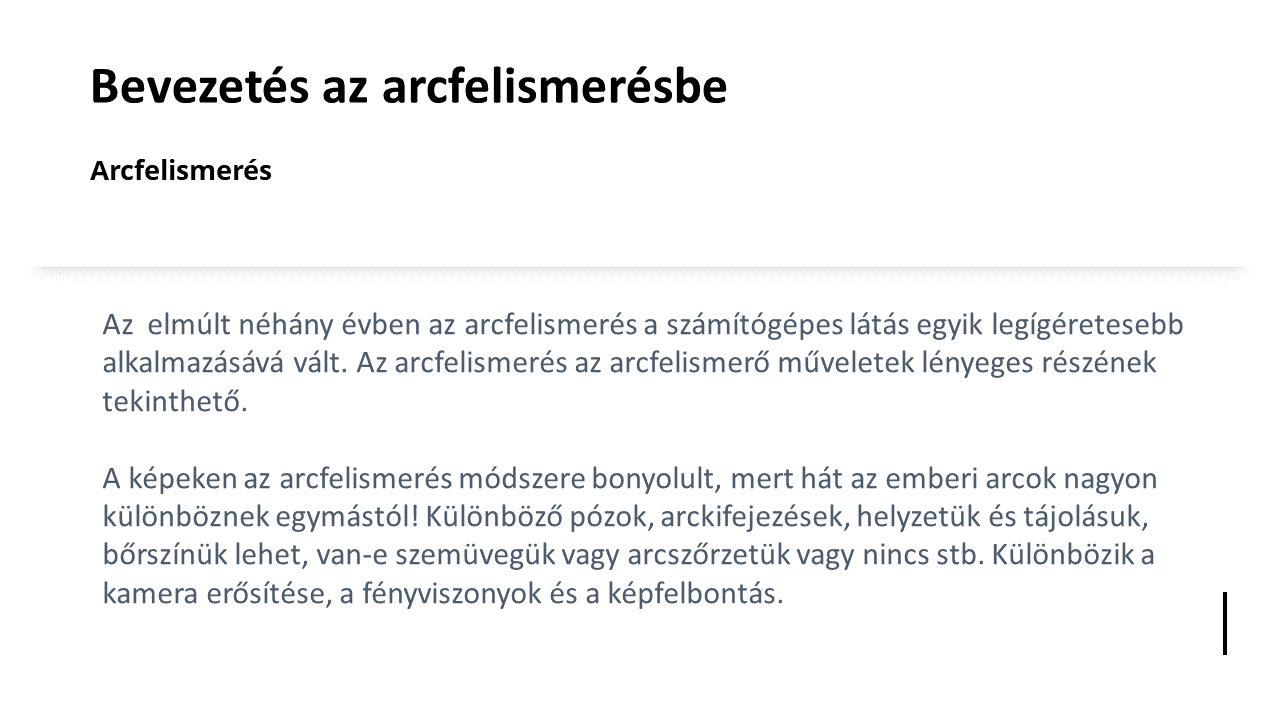 Bevezetés az arcfelismerésbe
Arcfelismerés
Az  elmúlt néhány évben az arcfelismerés a számítógépes látás egyik legígéretesebb
alkalmazásává vált. Az arcfelismerés az arcfelismerő műveletek lényeges részének
tekinthető.
A képeken az arcfelismerés módszere bonyolult, mert hát az emberi arcok nagyon
különböznek egymástól! Különböző pózok, arckifejezések, helyzetük és tájolásuk,
bőrszínük lehet, van-e szemüvegük vagy arcszőrzetük vagy nincs stb. Különbözik a
kamera erősítése, a fényviszonyok és a képfelbontás.